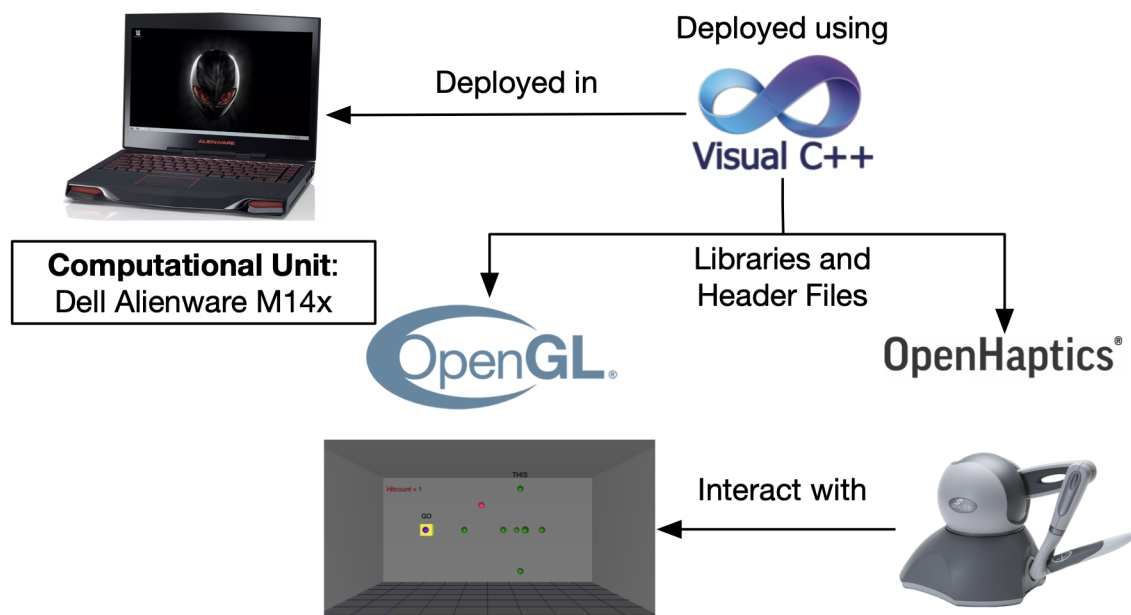 Deployed using
Deployed in
Visual C++
ALIENWARE
Computational Unit:
Dell Alienware M14x
Libraries and
Header Files
OpenGL®
OpenHaptics®
THIS
Hitcount = 1
GO
Interact with